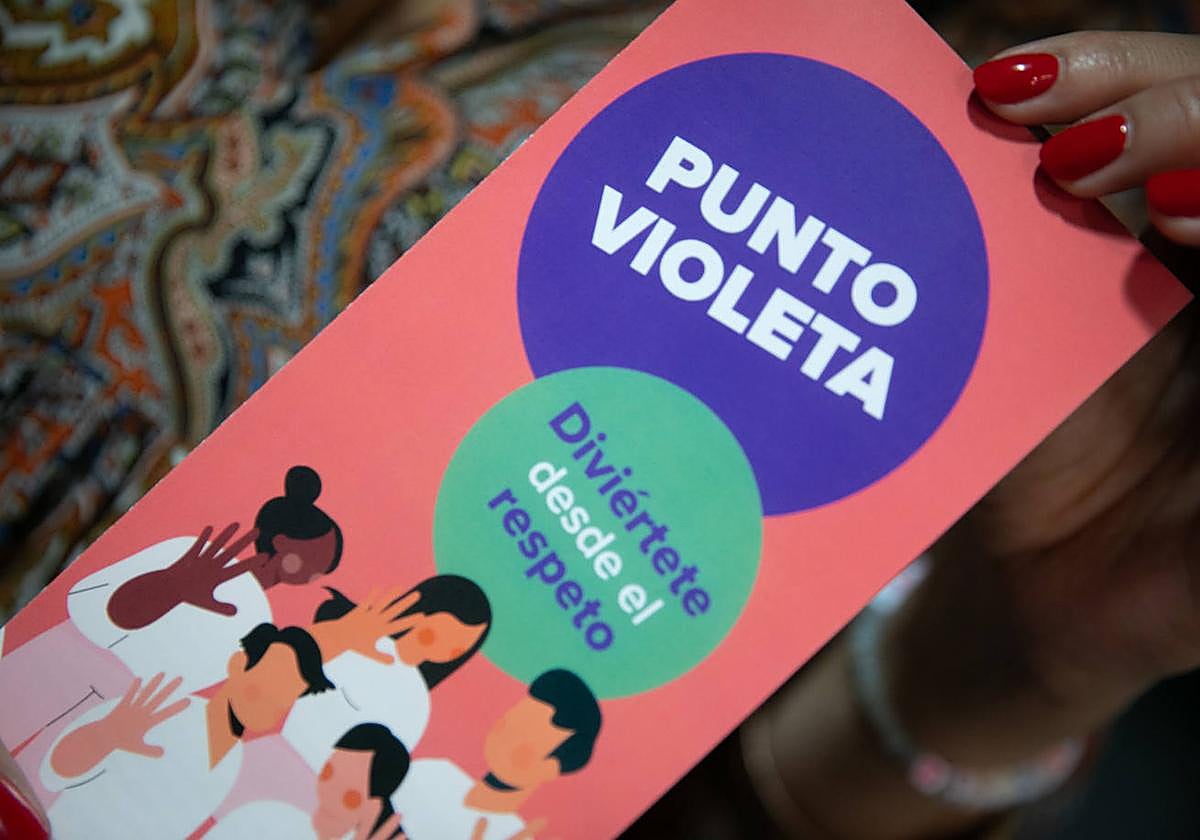 PUNTO
VIOLETA
Diviértete
desde el
respeto